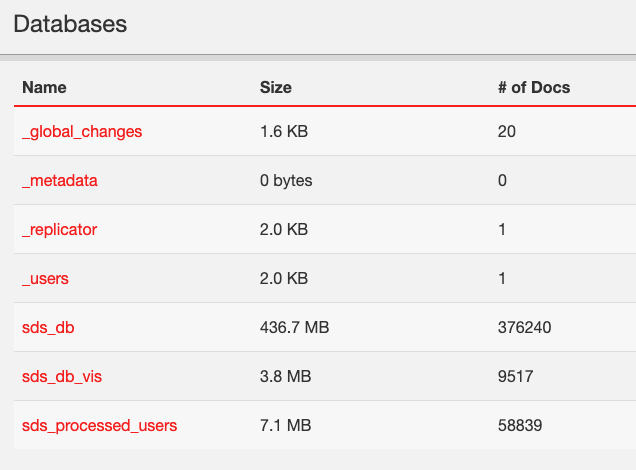 Databases
Name Size # of Docs
_global_changes 1.6 KB 20
_metadata 0 bytes 0
_replicator 2.0 KB 1
_users 2.0 KB 1
sds_db 436.7 MB 376240
sds_db_vis 3.8 MB 9517
sds_processed_users 7.1 MB 58839